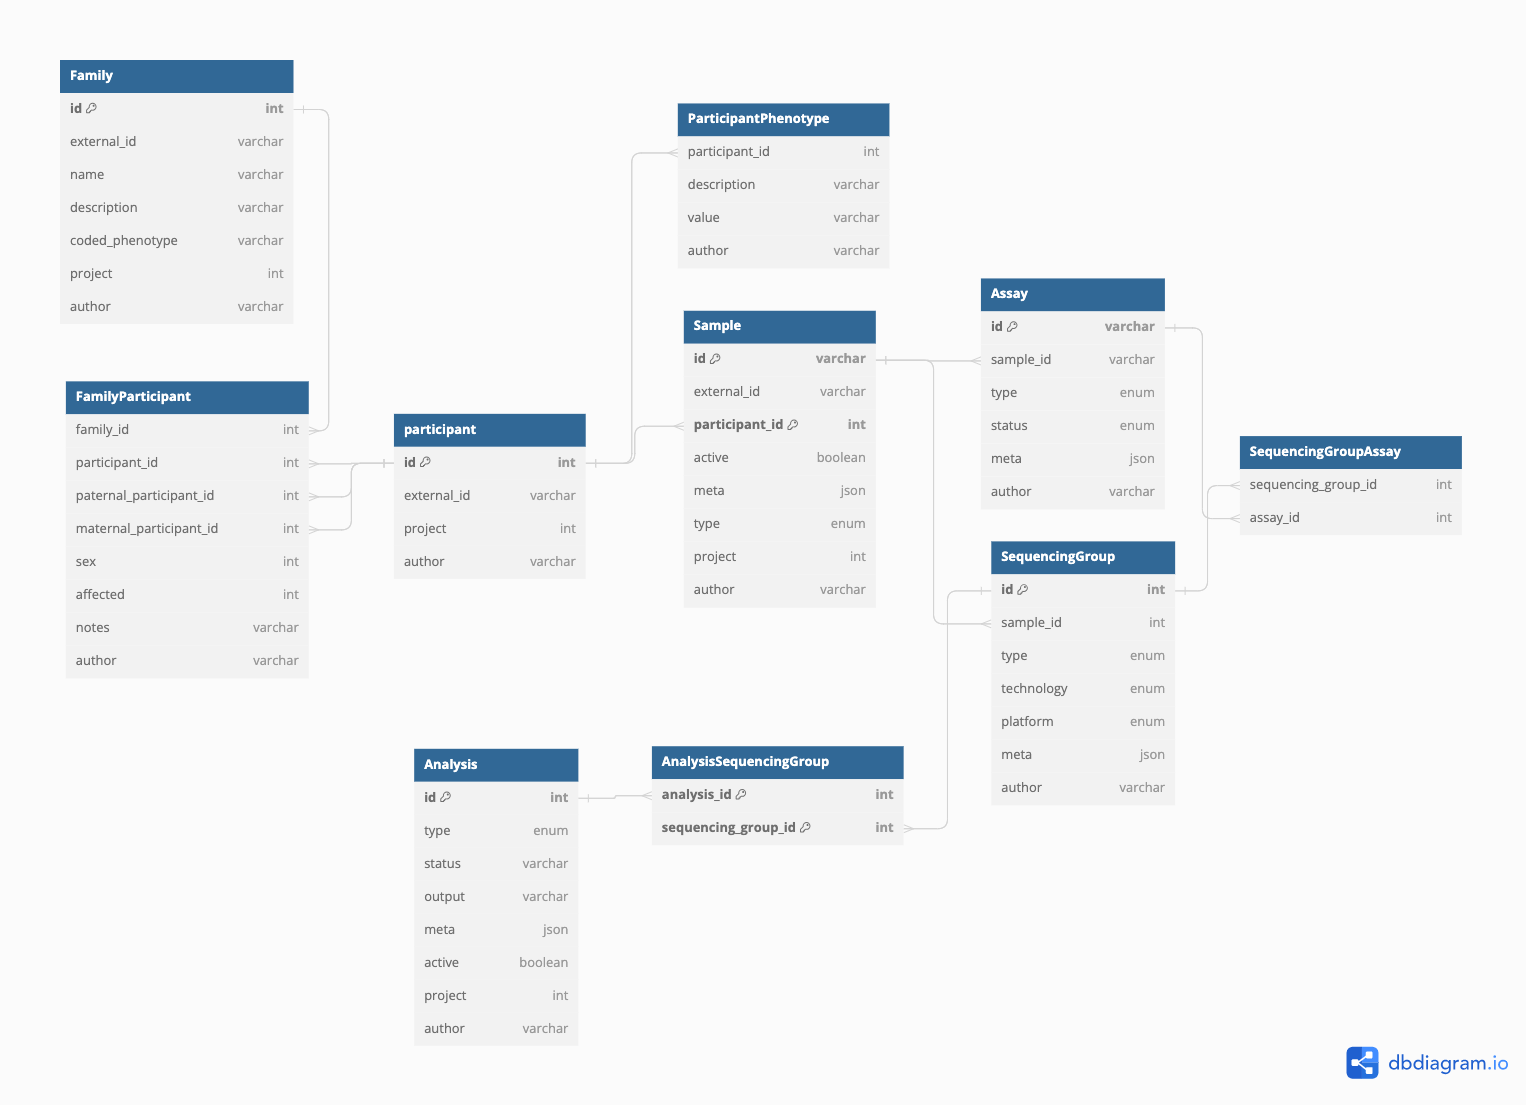 Family
id int
external_id varchar
name varchar
description varchar
coded_phenotype varchar
project int
author varchar
FamilyParticipant
family_id int
participant_id int
paternal_participant_id int
maternal_participant_id int
sex int
affected int
notes varchar
author varchar
participant
id int
external_id varchar
project int
author varchar
ParticipantPhenotype
participant_id int
description varchar
value varchar
author varchar
Sample
id varchar
external_id varchar
participant_id int
active boolean
meta json
type enum
project int
author varchar
Assay
id varchar
sample_id varchar
type enum
status enum
meta json
author varchar
SequencingGroupAssay
sequencing_group_id int
assay_id int
SequencingGroup
id int
sample_id int
type enum
technology enum
platform enum
meta json
author varchar
Analysis
id int
type enum
status varchar
output varchar
meta json
active boolean
project int
author varchar
AnalysisSequencingGroup
analysis_id int
sequencing_group_id int
dbdiagram.io